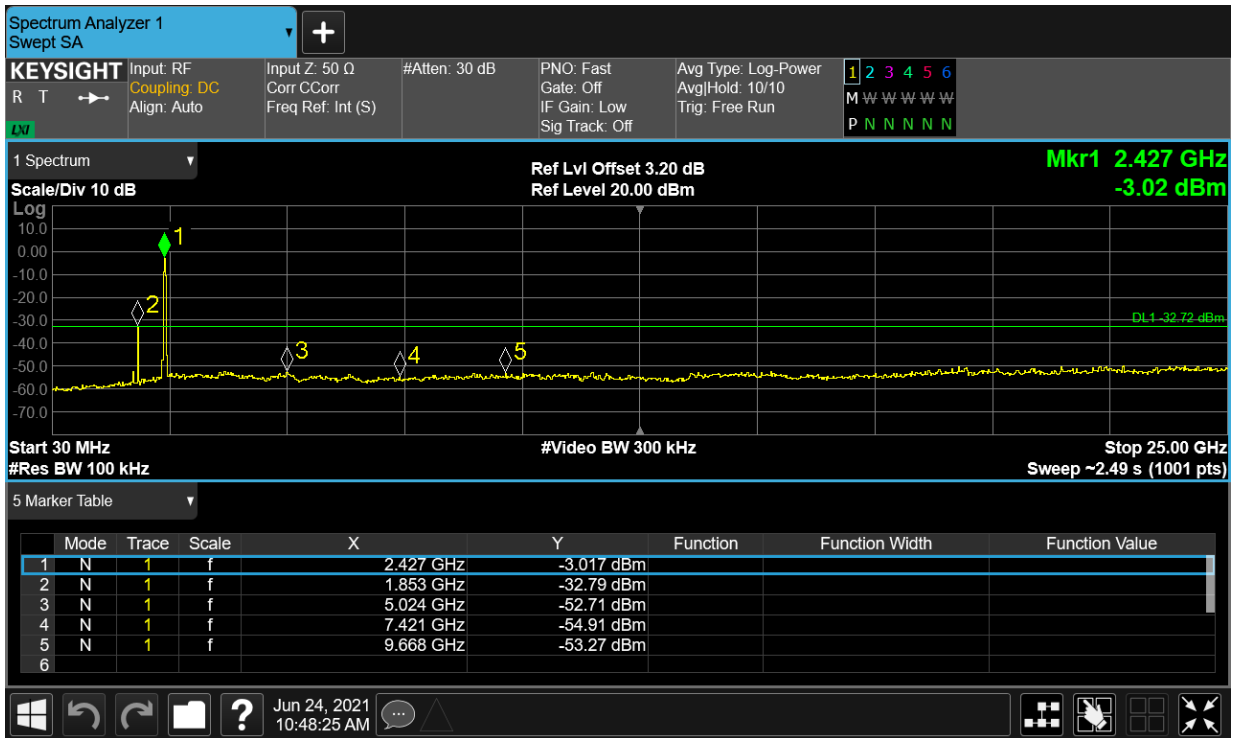 Spectrum Analyzer 1
Swept SA
+
KEYSIGHT
R T
LXI
Input: RF
Coupling: DC
Align: Auto
Input Z: 50 Ω
Corr CCorr
Freq Ref: Int (S)
#Atten: 30 dB
PNO: Fast
Gate: Off
IF Gain: Low
Sig Track: Off
Avg Type: Log-Power
Avg|Hold: 10/10
Trig: Free Run
1 2 3 4 5 6
M W W W W W
P N N N N N
1 Spectrum
Scale/Div 10 dB
Log
Ref Lvl Offset 3.20 dB
Ref Level 20.00 dBm
Mkr1 2.427 GHz
-3.02 dBm
10.0
0.00
-10.0
-20.0
-30.0
-40.0
-50.0
-60.0
-70.0
1
2
3
4
5
DL1 -32.72 dBm
Start 30 MHz
#Res BW 100 kHz
#Video BW 300 kHz
Stop 25.00 GHz
Sweep ~2.49 s (1001 pts)
5 Marker Table
Mode Trace Scale X Y Function Function Width Function Value
1 N 1 f 2.427 GHz -3.017 dBm
2 N 1 f 1.853 GHz -32.79 dBm
3 N 1 f 5.024 GHz -52.71 dBm
4 N 1 f 7.421 GHz -54.91 dBm
5 N 1 f 9.668 GHz -53.27 dBm
6
?
Jun 24, 2021
10:48:25 AM